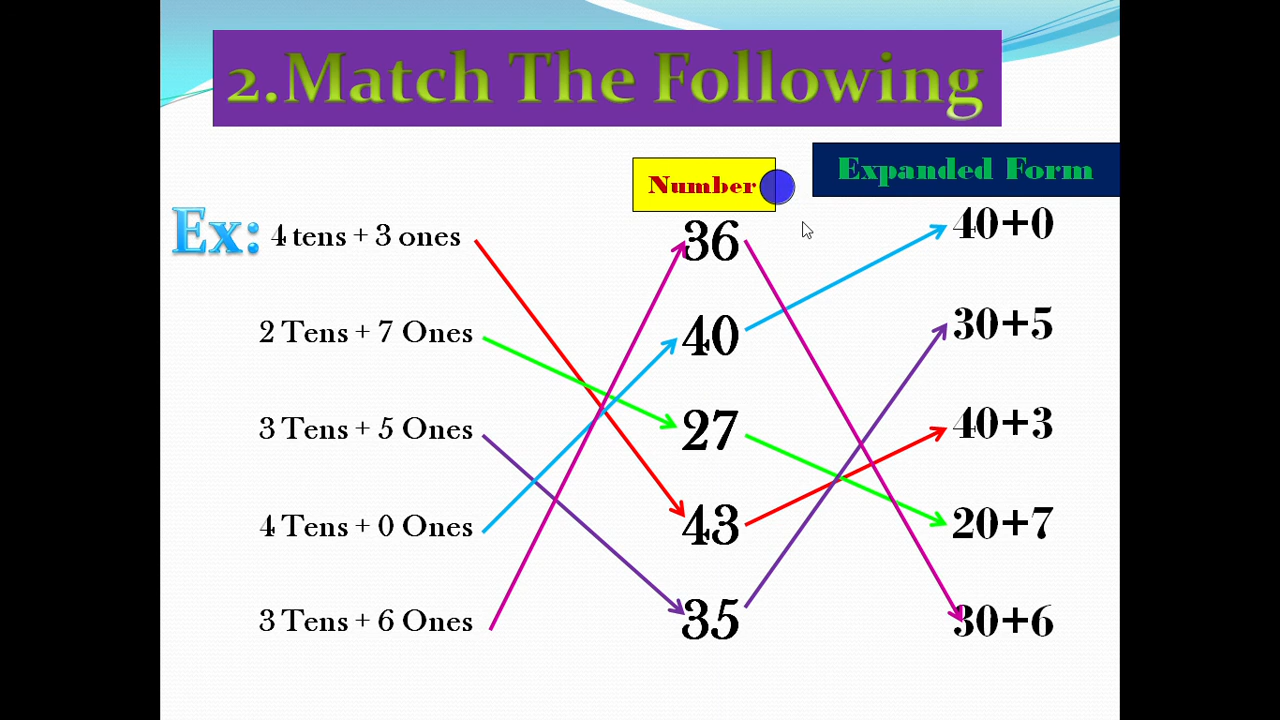 2.Match The Following
Number
Expanded Form
Ex: 4 tens + 3 ones
36
40+0
2 Tens + 7 Ones
40
30+5
3 Tens + 5 Ones
27
40+3
4 Tens + 0 Ones
43
20+7
3 Tens + 6 Ones
35
30+6